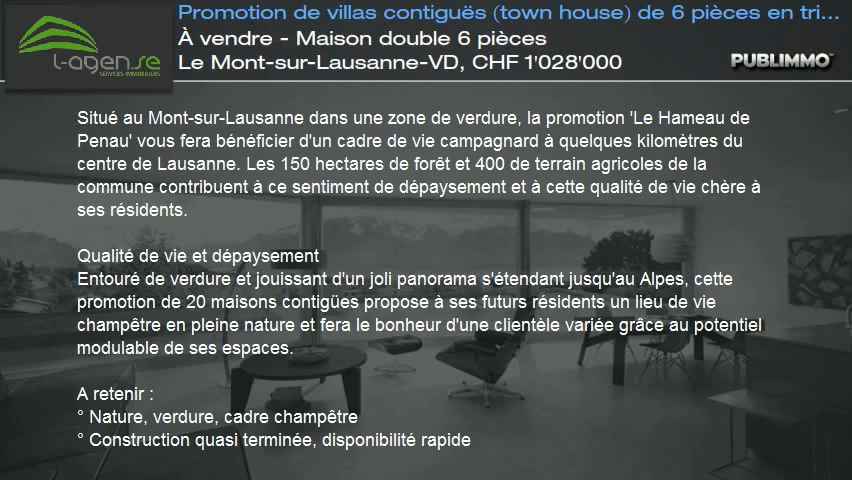 Promotion de villas contiguës (town house) de 6 pièces en tri...
À vendre - Maison double 6 pièces
Le Mont-sur-Lausanne-VD, CHF 1'028'000
l-agen.se
SERVICES IMMOBILIERS
PUBLIMMO
Situé au Mont-sur-Lausanne dans une zone de verdure, la promotion 'Le Hameau de
Penau' vous fera bénéficier d'un cadre de vie campagnard à quelques kilomètres du
centre de Lausanne. Les 150 hectares de forêt et 400 de terrain agricoles de la
commune contribuent à ce sentiment de dépaysement et à cette qualité de vie chère à
ses résidents.
Qualité de vie et dépaysement
Entouré de verdure et jouissant d'un joli panorama s'étendant jusqu'au Alpes, cette
promotion de 20 maisons contigües propose à ses futurs résidents un lieu de vie
champêtre en pleine nature et fera le bonheur d'une clientèle variée grâce au potentiel
modulable de ses espaces.
A retenir :
° Nature, verdure, cadre champêtre
° Construction quasi terminée, disponibilité rapide